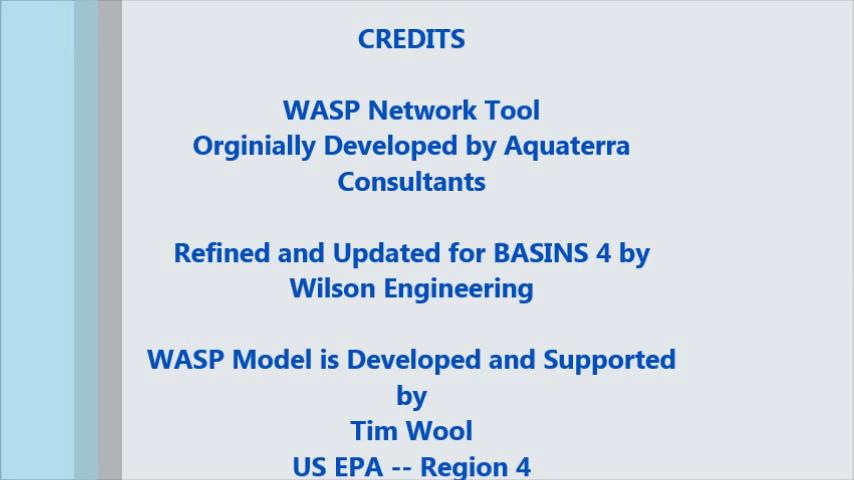 CREDITS
WASP Network Tool
Orginially Developed by Aquaterra
Consultants
Refined and Updated for BASINS 4 by
Wilson Engineering
WASP Model is Developed and Supported
by
Tim Wool
US EPA -- Region 4